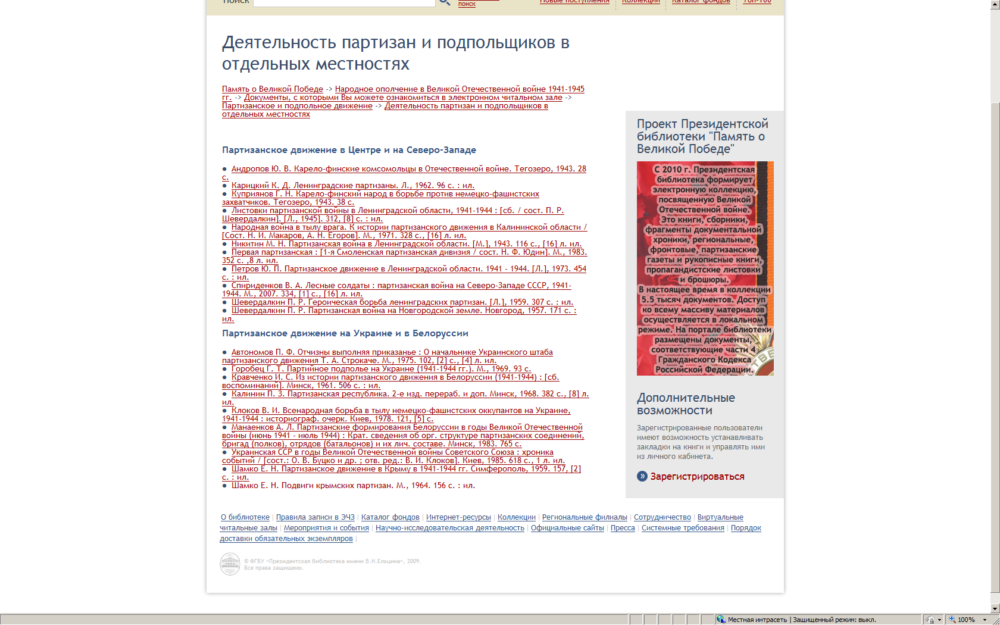 Поиск
поиск
Новые поступления Коллекции Каталог фондов Топ-100
Деятельность партизан и подпольщиков в
отдельных местностях
Память о Великой Победе -> Народное ополчение в Великой Отечественной войне 1941-1945
гг. -> Документы, с которыми Вы можете ознакомиться в электронном читальном зале ->
Партизанское и подпольное движение -> Деятельность партизан и подпольщиков в
отдельных местностях
Партизанское движение в Центре и на Северо-Западе
● Андропов Ю. В. Карело-финские комсомольцы в Отечественной войне. Тегозеро, 1943. 28
с.
● Карицкий К. Д. Ленинградские партизаны. Л., 1962. 96 с. : ил.
● Куприянов Г. Н. Карело-финский народ в борьбе против немецко-фашистских
захватчиков. Тегозеро, 1943. 38 с.
● Листовки партизанской войны в Ленинградской области, 1941-1944 : [сб. / сост. П. Р.
Шевердалкин]. [Л., 1945]. 312, [8] с. : ил.
● Народная война в тылу врага. К истории партизанского движения в Калининской области /
[Сост. Н. И. Макаров, А. Н. Егоров]. М., 1971. 328 с., [16] л. ил.
● Никитин М. Н. Партизанская война в Ленинградской области. [М.], 1943. 116 с., [16] л. ил.
● Первая партизанская : [1-я Смоленская партизанская дивизия / сост. Н. Ф. Юдин]. М., 1983.
352 с. ,8 л. ил.
● Петров Ю. П. Партизанское движение в Ленинградской области. 1941 - 1944. [Л.], 1973. 454
с. : ил.
● Спириденков В. А. Лесные солдаты : партизанская война на Северо-Западе СССР, 1941-
1944. М., 2007. 334, [1] с., [16] л. ил.
● Шевердалкин П. Р. Героическая борьба ленинградских партизан. [Л.], 1959. 307 с. : ил.
● Шевердалкин П. Р. Партизанская война на Новгородской земле. Новгород, 1957. 171 с. :
ил.
Партизанское движение на Украине и в Белоруссии
● Автономов П. Ф. Отчизны выполняя приказанье : О начальнике Украинского штаба
партизанского движения Т. А. Строкаче. М., 1975. 102, [2] с., [4] л. ил.
● Горобец Г. Т. Партийное подполье на Украине (1941-1944 гг.). М., 1969. 93 с.
● Кравченко И. С. Из истории партизанского движения в Белоруссии (1941-1944) : [сб.
воспоминаний]. Минск, 1961. 506 с. : ил.
● Калинин П. З. Партизанская республика. 2-е изд. перераб. и доп. Минск, 1968. 382 с., [8] л.
ил.
● Клоков В. И. Всенародная борьба в тылу немецко-фашистских оккупантов на Украине,
1941-1944 : историограф. очерк. Киев, 1978. 121, [5] с.
● Манаенков А. Л. Партизанские формирования Белоруссии в годы Великой Отечественной
войны (июнь 1941 - июль 1944) : Крат. сведения об орг. структуре партизанских соединений,
бригад (полков), отрядов (батальонов) и их лич. составе. Минск, 1983. 765 с.
● Украинская ССР в годы Великой Отечественной войны Советского Союза : хроника
событий / [сост.: О. В. Буцко и др. ; отв. ред.: В. И. Клоков]. Киев, 1985. 618 с., 1 л. ил.
● Шамко Е. Н. Партизанское движение в Крыму в 1941-1944 гг. Симферополь, 1959. 157, [2]
с. : ил.
● Шамко Е. Н. Подвиги крымских партизан. М., 1964. 156 с. : ил.
Проект Президентской
библиотеки "Память о
Великой Победе"
С 2010 г. Президентская
библиотека формирует
электронную коллекцию,
посвященную Великой
Отечественной войне.
Это книги, сборники,
фрагменты документальной
хроники, региональные,
фронтовые, партизанские
газеты и рукописные книги,
пропагандистские листовки
и брошюры.
В настоящее время в коллекции
5.5 тысяч документов. Доступ
ко всему массиву материалов
осуществляется в локальном
режиме. На портале библиотеки
размещены документы,
соответствующие части 4
Гражданского Кодекса
Российской Федерации.
Дополнительные
возможности
Зарегистрированные пользователи
имеют возможность устанавливать
закладки на книги и управлять ими
из личного кабинета.
Зарегистрироваться
О библиотеке | Правила записи в ЭЧЗ | Каталог фондов | Интернет-ресурсы | Коллекции | Региональные филиалы | Сотрудничество | Виртуальные
читальные залы | Мероприятия и события | Научно-исследовательская деятельность | Официальные сайты | Пресса | Системные требования | Порядок
доставки обязательных экземпляров |
© ФГБУ «Президентская библиотека имени Б.Н.Ельцина», 2009.
Все права защищены.
Местная интрасеть | Защищенный режим: выкл. 100%